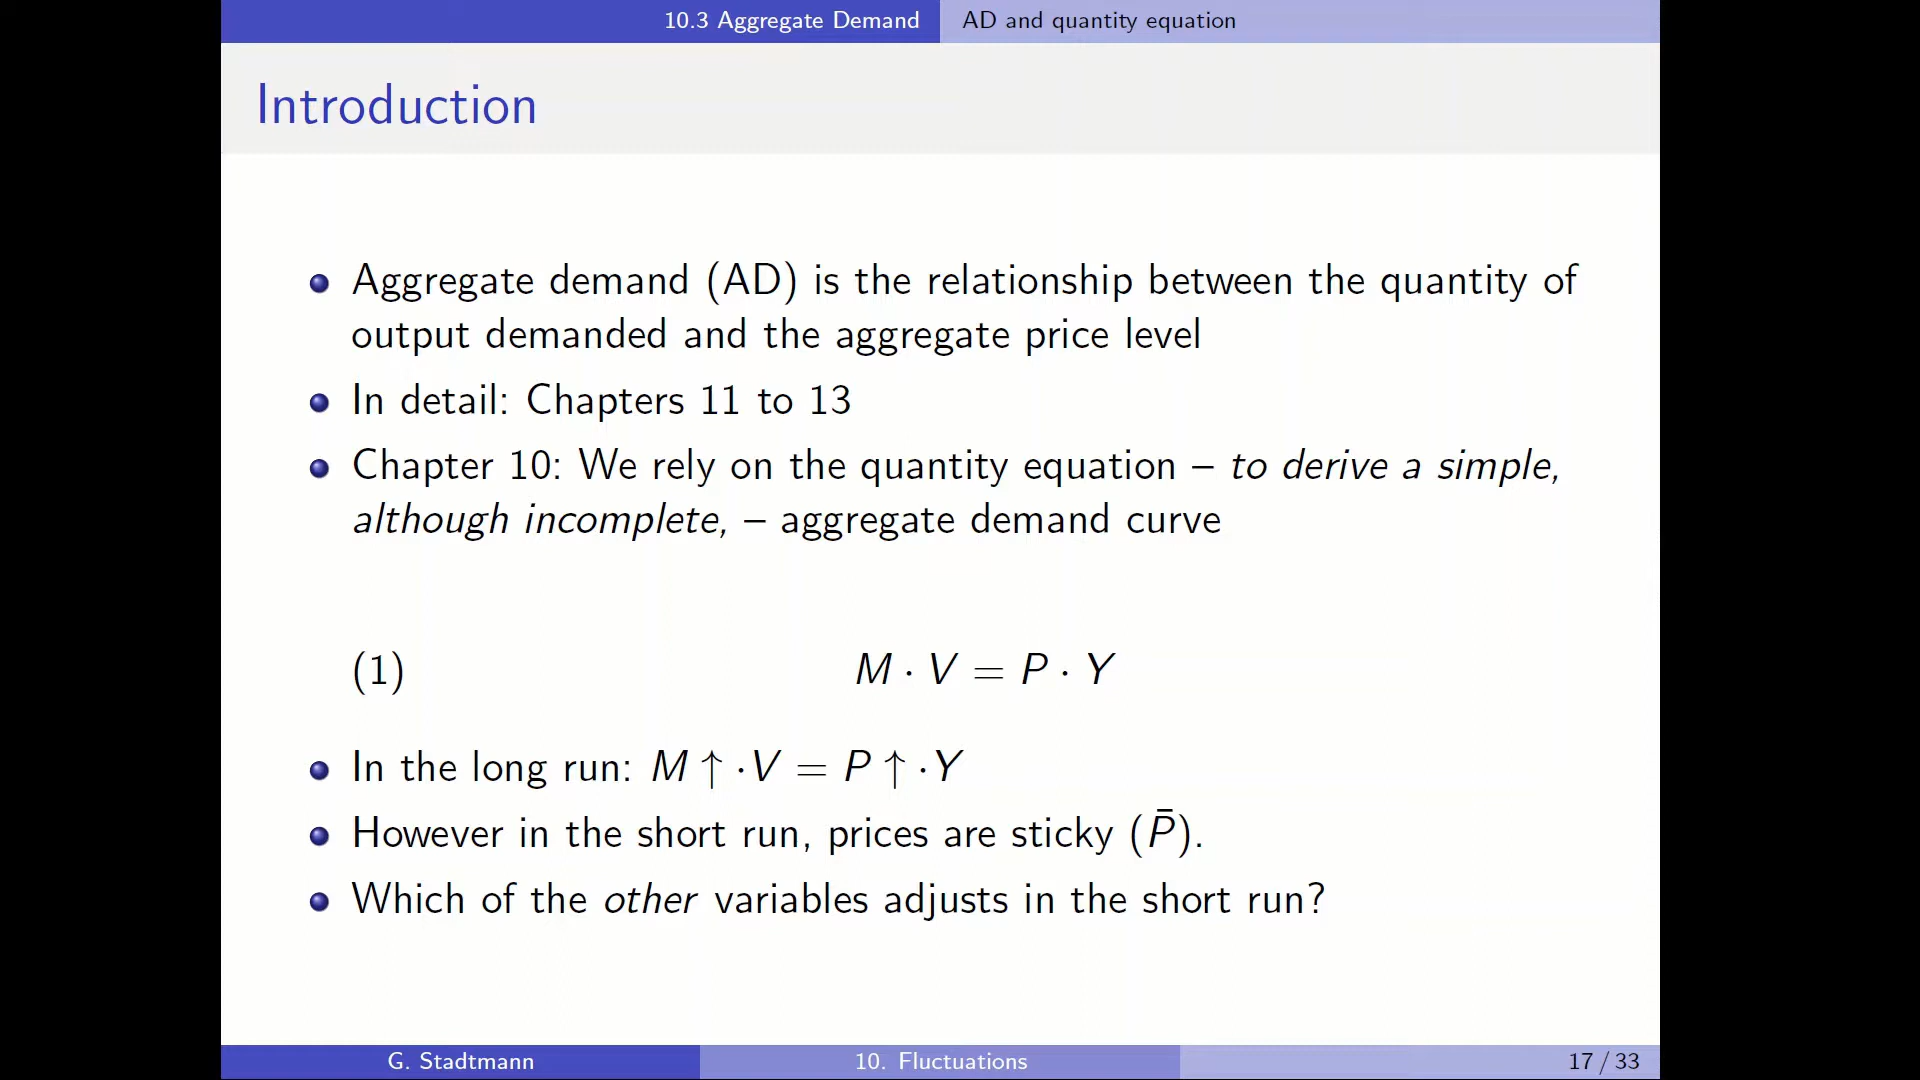 10.3 Aggregate Demand AD and quantity equation
Introduction
Aggregate demand (AD) is the relationship between the quantity of
output demanded and the aggregate price level
In detail: Chapters 11 to 13
Chapter 10: We rely on the quantity equation – to derive a simple,
although incomplete, – aggregate demand curve
(1) M · V = P · Y
In the long run: M ↑ ·V = P ↑ ·Y
However in the short run, prices are sticky (P̄).
Which of the other variables adjusts in the short run?
G. Stadtmann 10. Fluctuations 17 / 33